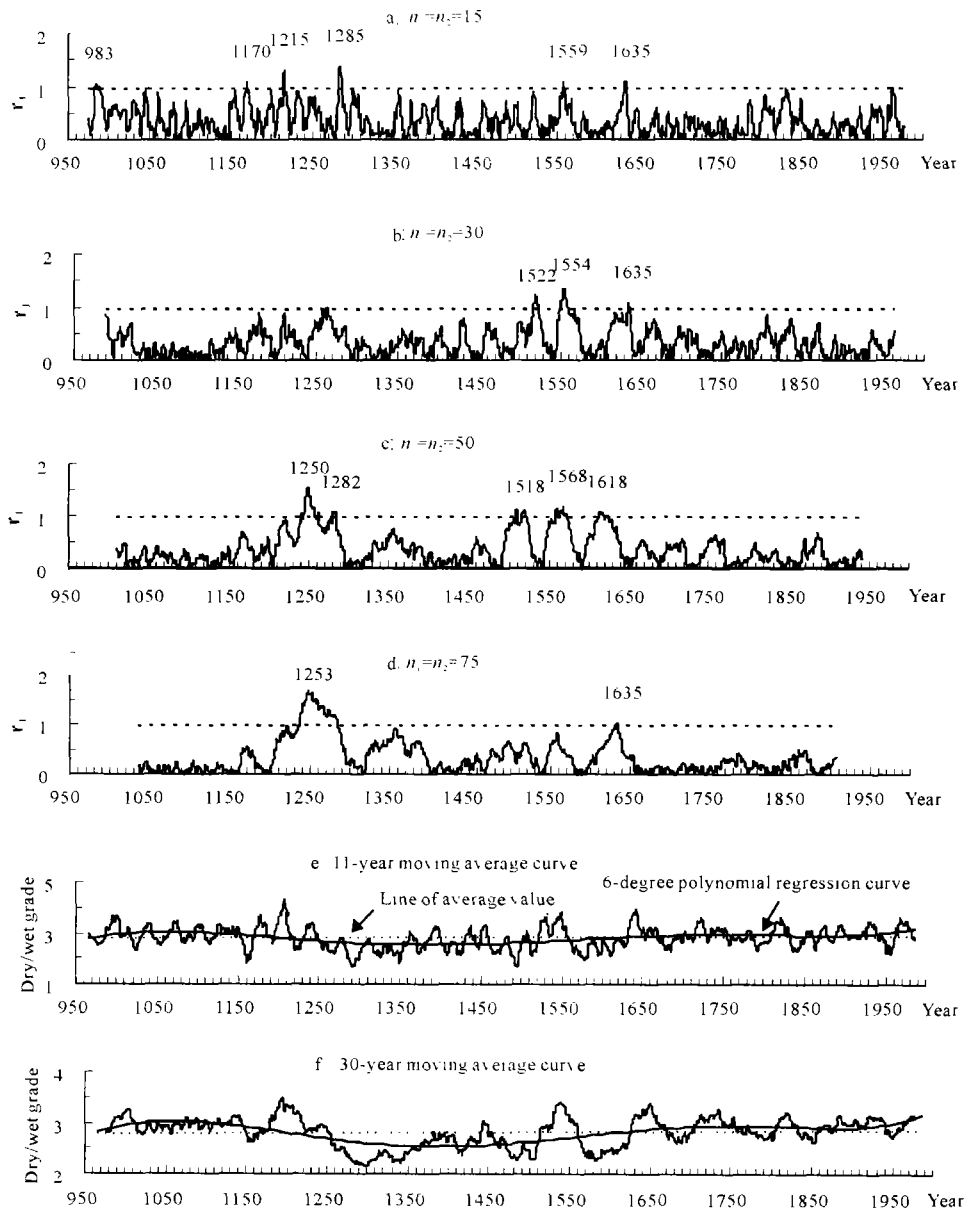 a. n=n₂=15
2
983
1170
1215
1285
1559
1635
1
r₁
0
950 1050 1150 1250 1350 1450 1550 1650 1750 1850 1950 Year
b. n=n₂=30
2
1522
1554
1635
1
r₁
0
950 1050 1150 1250 1350 1450 1550 1650 1750 1850 1950 Year
c. n=n₂=50
2
1250
1282
1518
1568
1618
1
r₁
0
950 1050 1150 1250 1350 1450 1550 1650 1750 1850 1950 Year
d. n₁=n₂=75
2
1253
1635
1
r₁
0
950 1050 1150 1250 1350 1450 1550 1650 1750 1850 1950 Year
e 11-year moving average curve
5
Line of average value
6-degree polynomial regression curve
3
Dry/wet grade
1
950 1050 1150 1250 1350 1450 1550 1650 1750 1850 1950 Year
f 30-year moving average curve
4
3
Dry/wet grade
2
950 1050 1150 1250 1350 1450 1550 1650 1750 1850 1950 Year